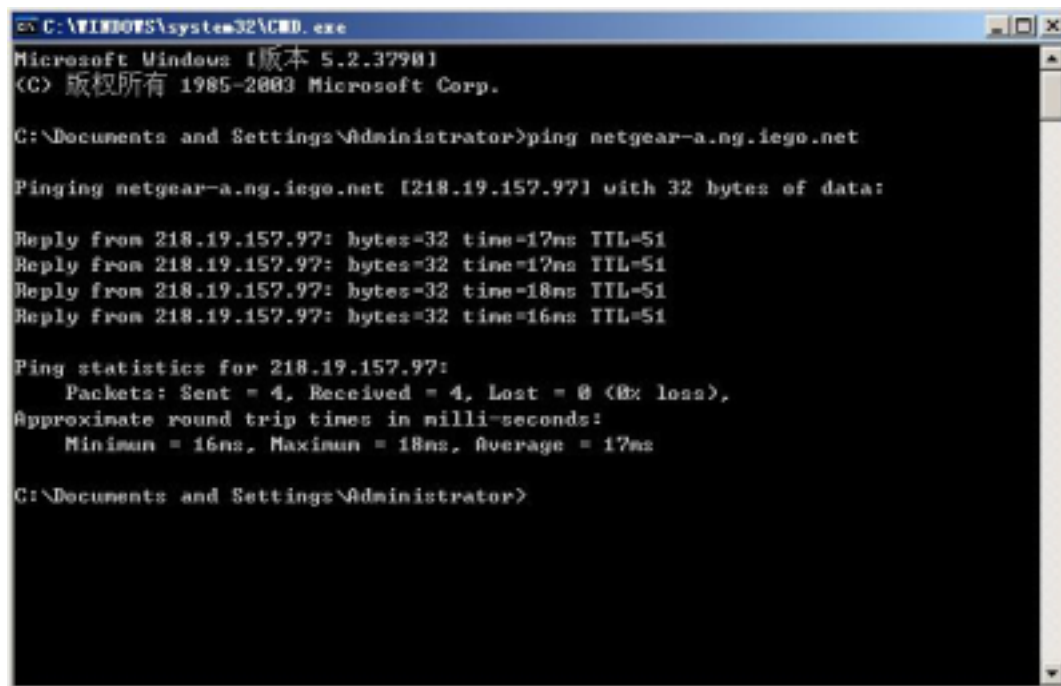 C:\WINDOWS\system32\CMD.exe
Microsoft Windows [版本 5.2.3790]
(C) 版权所有 1985-2003 Microsoft Corp.
C:\Documents and Settings\Administrator>ping netgear-a.ng.iego.net
Pinging netgear-a.ng.iego.net [218.19.157.97] with 32 bytes of data:
Reply from 218.19.157.97: bytes=32 time=17ms TTL=51
Reply from 218.19.157.97: bytes=32 time=17ms TTL=51
Reply from 218.19.157.97: bytes=32 time=18ms TTL=51
Reply from 218.19.157.97: bytes=32 time=16ms TTL=51
Ping statistics for 218.19.157.97:
Packets: Sent = 4, Received = 4, Lost = 0 (0% loss),
Approximate round trip times in milli-seconds:
Minimum = 16ms, Maximum = 18ms, Average = 17ms
C:\Documents and Settings\Administrator>